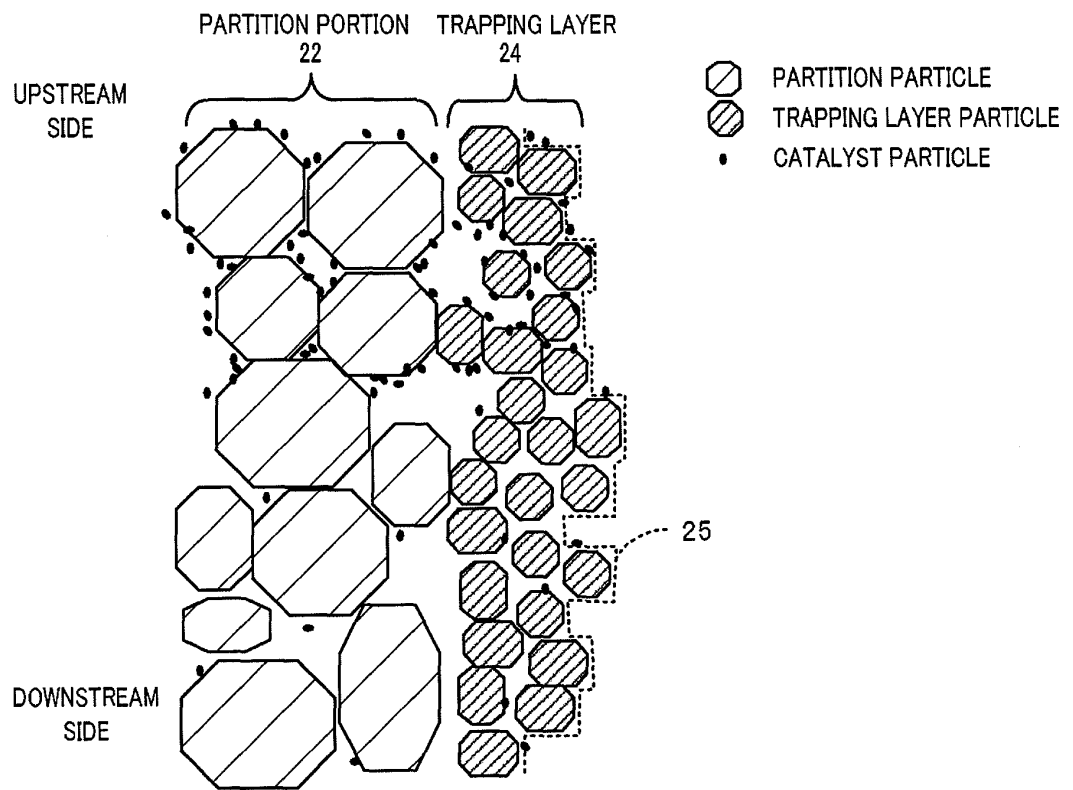 PARTITION PORTION
22
TRAPPING LAYER
24
UPSTREAM
SIDE
PARTITION PARTICLE
TRAPPING LAYER PARTICLE
CATALYST PARTICLE
25
DOWNSTREAM
SIDE